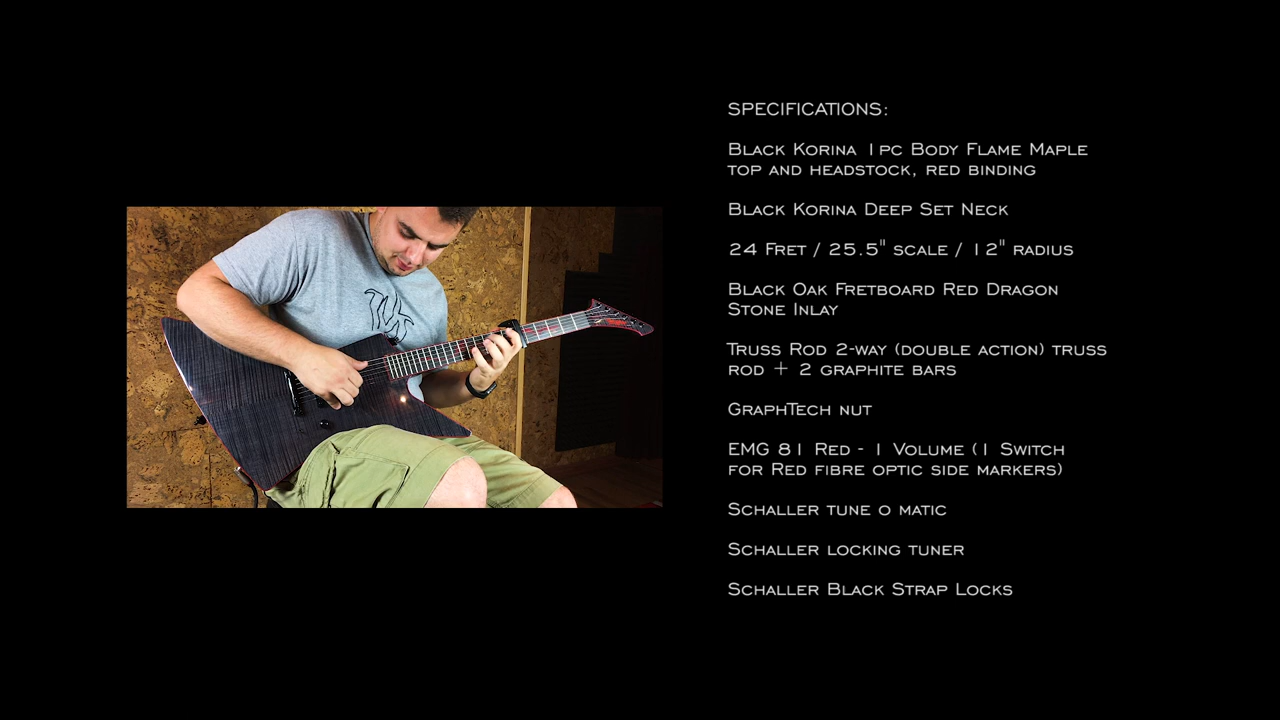 SPECIFICATIONS:
BLACK KORINA 1PC BODY FLAME MAPLE
TOP AND HEADSTOCK, RED BINDING
BLACK KORINA DEEP SET NECK
24 FRET / 25.5" SCALE / 12" RADIUS
BLACK OAK FRETBOARD RED DRAGON
STONE INLAY
TRUSS ROD 2-WAY (DOUBLE ACTION) TRUSS
ROD + 2 GRAPHITE BARS
GRAPHTECH NUT
EMG 81 RED - 1 VOLUME (1 SWITCH
FOR RED FIBRE OPTIC SIDE MARKERS)
SCHALLER TUNE O MATIC
SCHALLER LOCKING TUNER
SCHALLER BLACK STRAP LOCKS